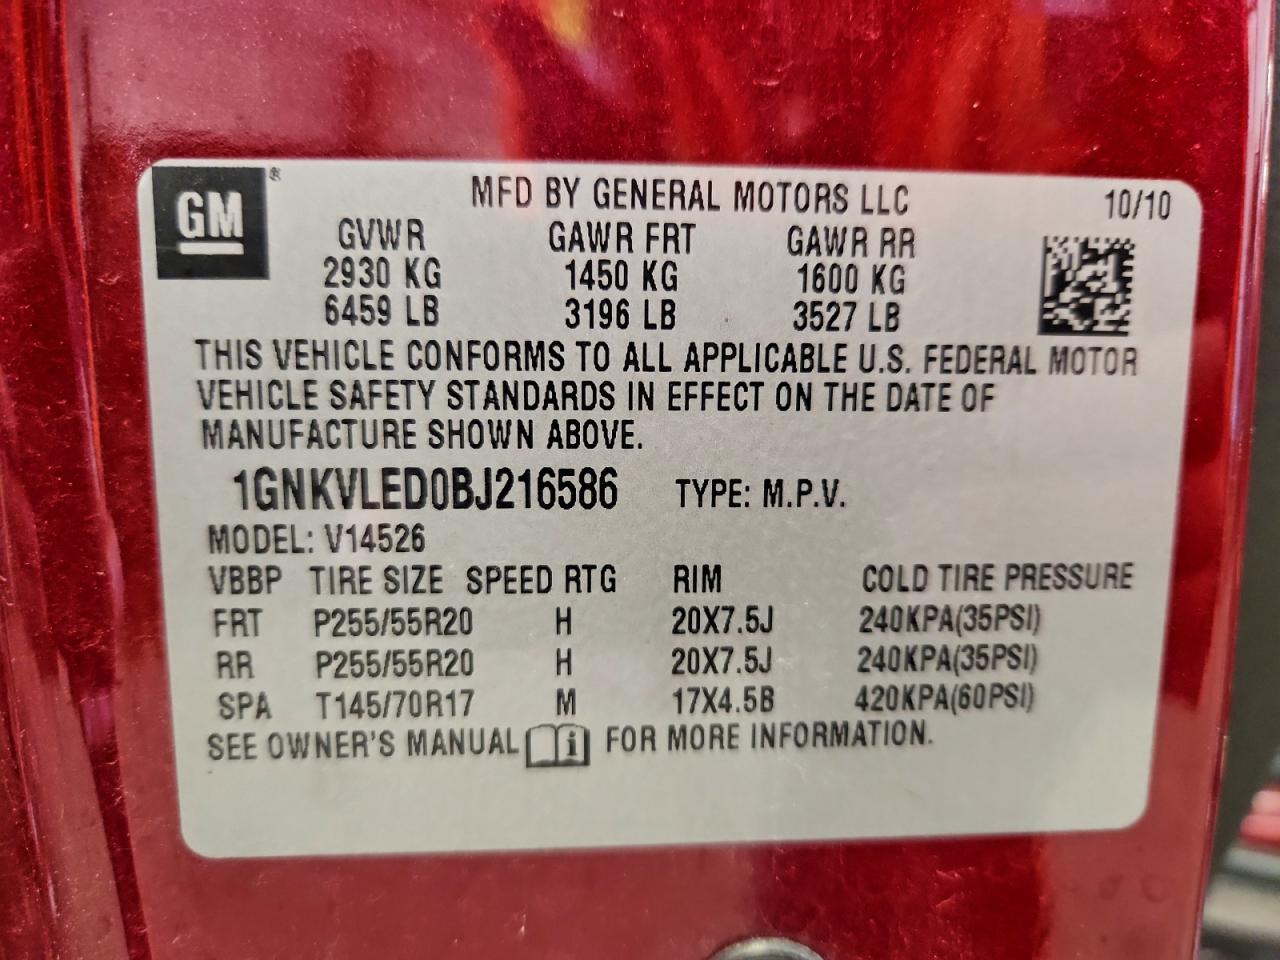 GM ®
MFD BY GENERAL MOTORS LLC 10/10
GVWR GAWR FRT GAWR RR
2930 KG 1450 KG 1600 KG
6459 LB 3196 LB 3527 LB
THIS VEHICLE CONFORMS TO ALL APPLICABLE U.S. FEDERAL MOTOR
VEHICLE SAFETY STANDARDS IN EFFECT ON THE DATE OF
MANUFACTURE SHOWN ABOVE.
1GNKVLED0BJ216586 TYPE: M.P.V.
MODEL: V14526
VBBP TIRE SIZE SPEED RTG RIM COLD TIRE PRESSURE
FRT P255/55R20 H 20X7.5J 240KPA(35PSI)
RR P255/55R20 H 20X7.5J 240KPA(35PSI)
SPA T145/70R17 M 17X4.5B 420KPA(60PSI)
SEE OWNER'S MANUAL i FOR MORE INFORMATION.